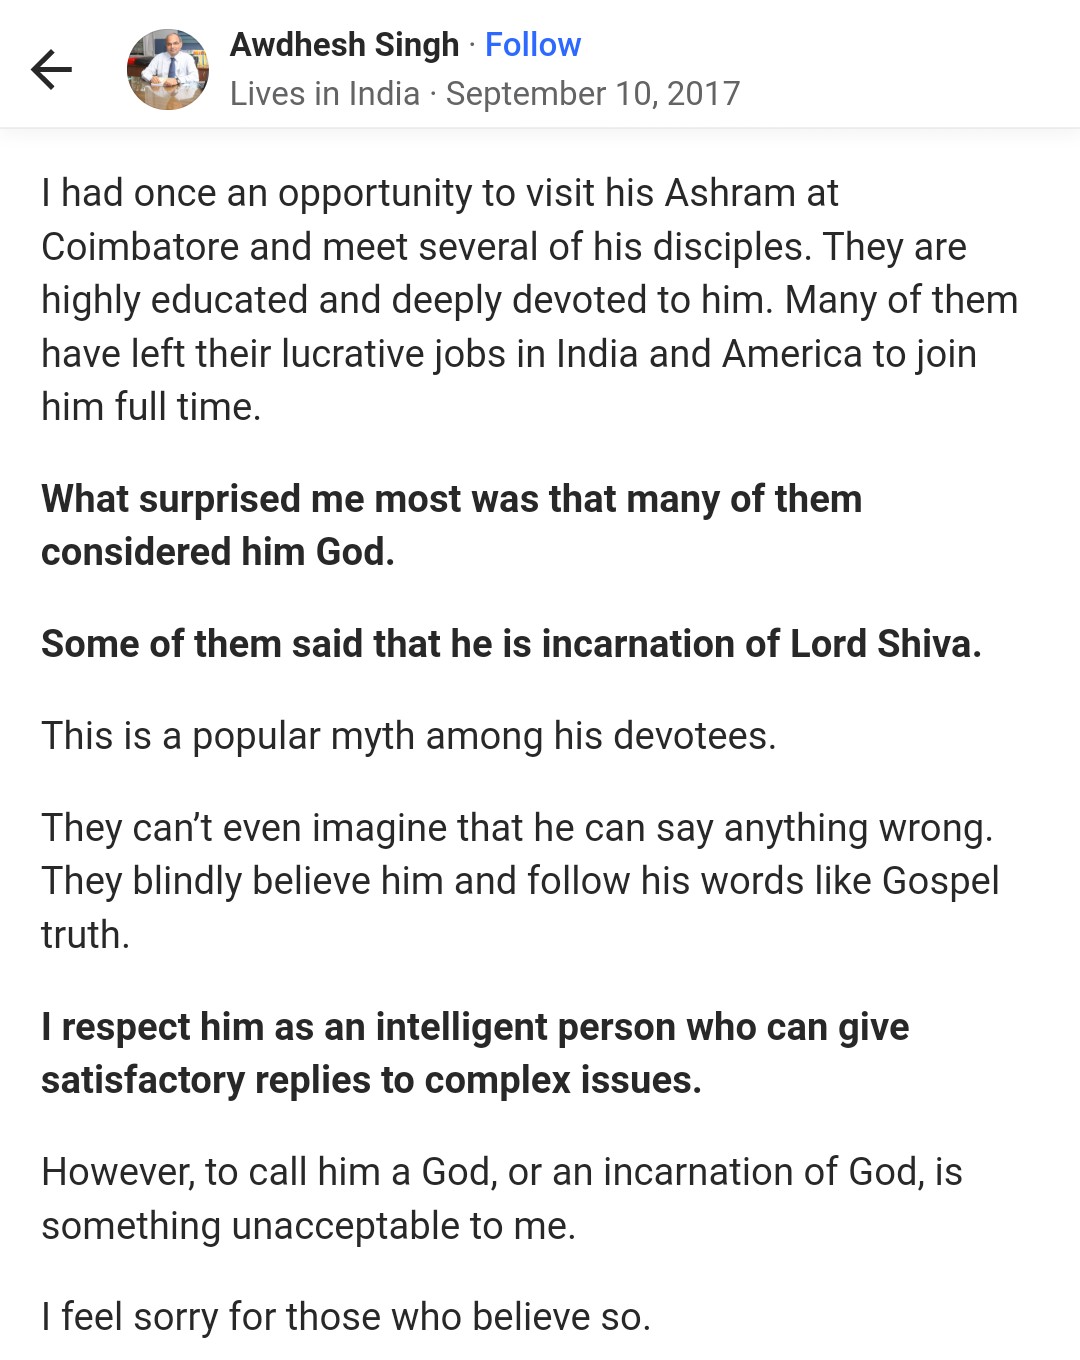 Awdhesh Singh · Follow
Lives in India · September 10, 2017
I had once an opportunity to visit his Ashram at
Coimbatore and meet several of his disciples. They are
highly educated and deeply devoted to him. Many of them
have left their lucrative jobs in India and America to join
him full time.
What surprised me most was that many of them
considered him God.
Some of them said that he is incarnation of Lord Shiva.
This is a popular myth among his devotees.
They can’t even imagine that he can say anything wrong.
They blindly believe him and follow his words like Gospel
truth.
I respect him as an intelligent person who can give
satisfactory replies to complex issues.
However, to call him a God, or an incarnation of God, is
something unacceptable to me.
I feel sorry for those who believe so.